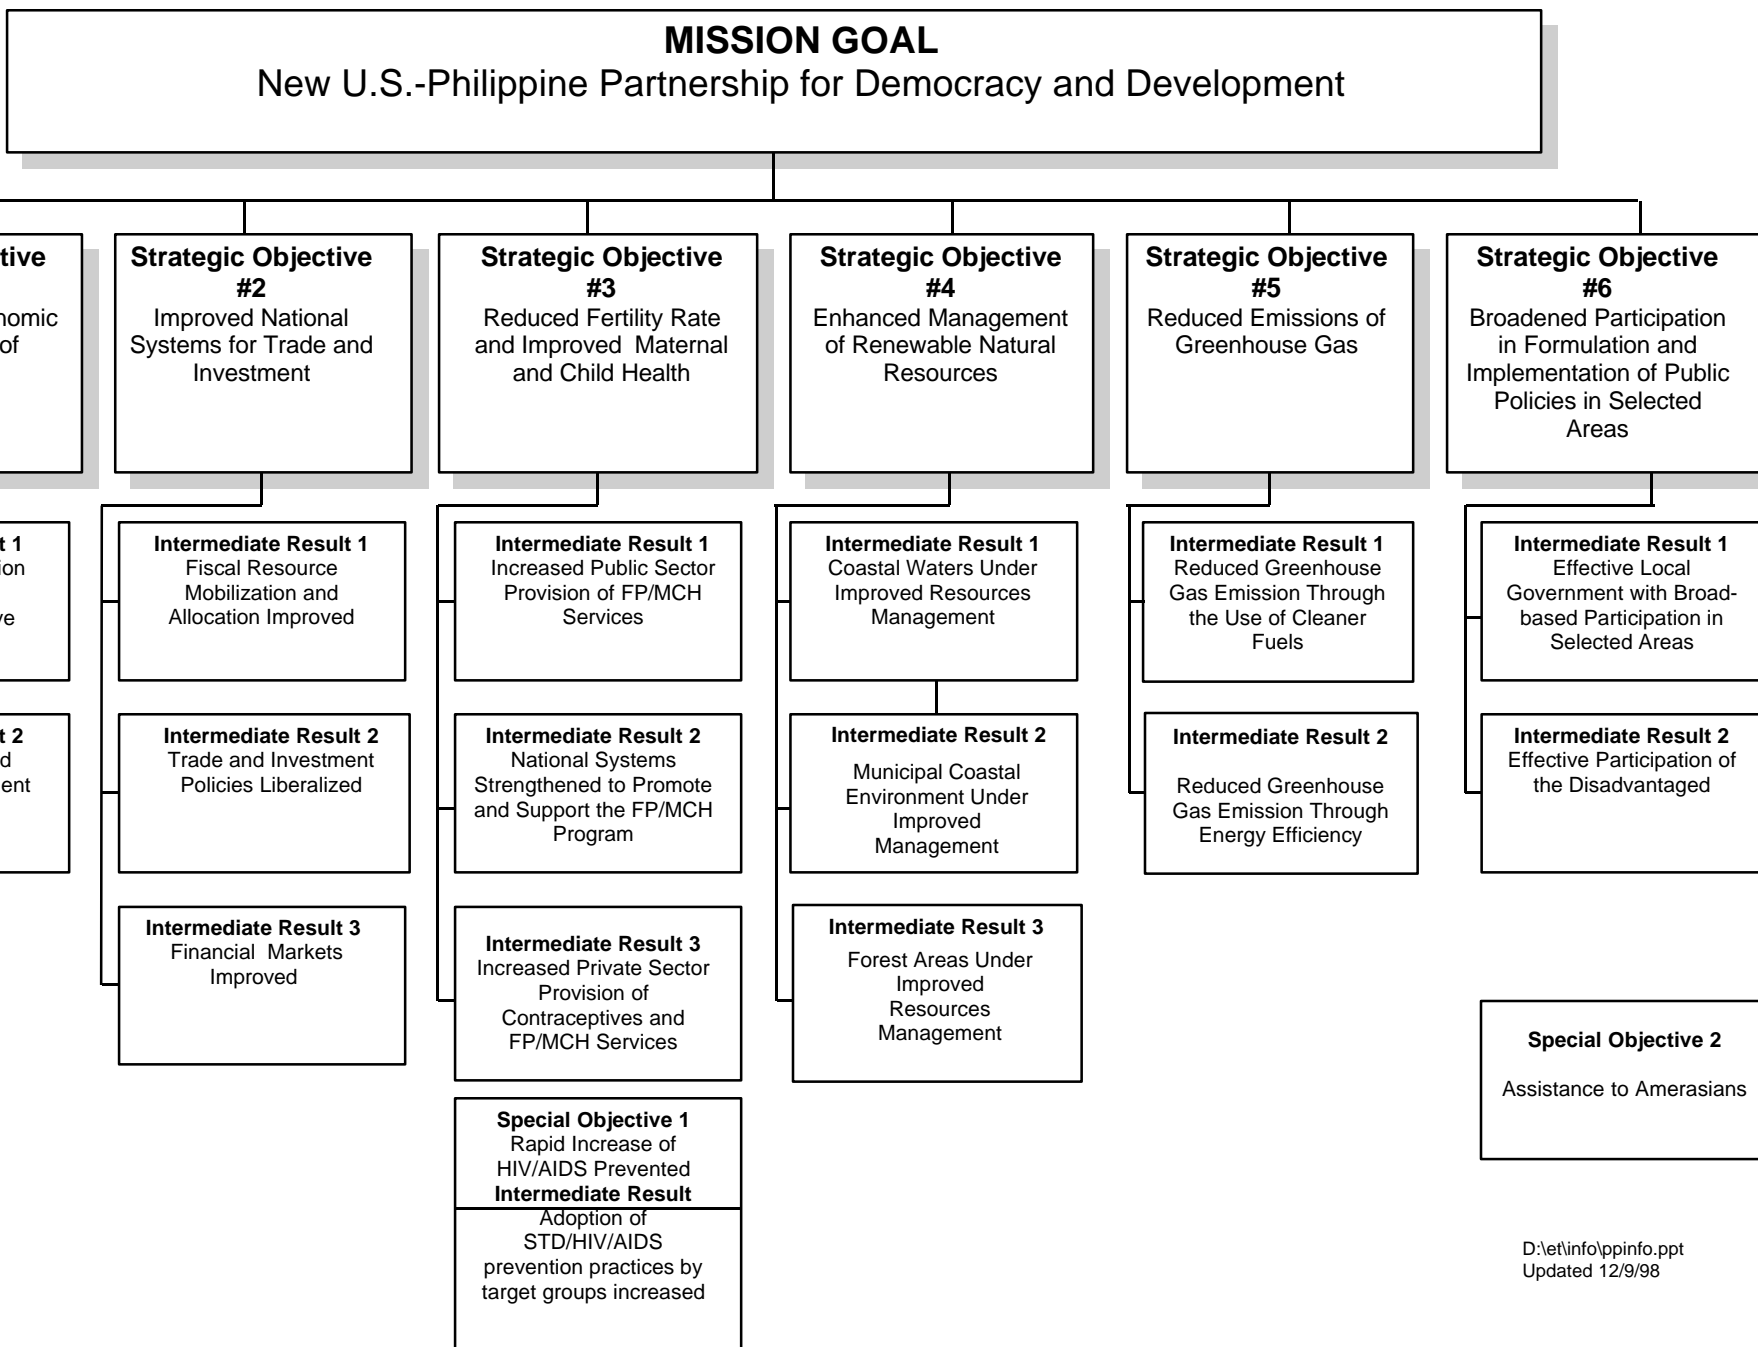 MISSION GOAL
New U.S.-Philippine Partnership for Democracy and Development
tive
nomic
of
t 1
ion
ve
t 2
d
ent
Strategic Objective
#2
Improved National
Systems for Trade and
Investment
Intermediate Result 1
Fiscal Resource
Mobilization and
Allocation Improved
Intermediate Result 2
Trade and Investment
Policies Liberalized
Intermediate Result 3
Financial Markets
Improved
Strategic Objective
#3
Reduced Fertility Rate
and Improved Maternal
and Child Health
Intermediate Result 1
Increased Public Sector
Provision of FP/MCH
Services
Intermediate Result 2
National Systems
Strengthened to Promote
and Support the FP/MCH
Program
Intermediate Result 3
Increased Private Sector
Provision of
Contraceptives and
FP/MCH Services
Special Objective 1
Rapid Increase of
HIV/AIDS Prevented
Intermediate Result
Adoption of
STD/HIV/AIDS
prevention practices by
target groups increased
Strategic Objective
#4
Enhanced Management
of Renewable Natural
Resources
Intermediate Result 1
Coastal Waters Under
Improved Resources
Management
Intermediate Result 2
Municipal Coastal
Environment Under
Improved
Management
Intermediate Result 3
Forest Areas Under
Improved
Resources
Management
Strategic Objective
#5
Reduced Emissions of
Greenhouse Gas
Intermediate Result 1
Reduced Greenhouse
Gas Emission Through
the Use of Cleaner
Fuels
Intermediate Result 2
Reduced Greenhouse
Gas Emission Through
Energy Efficiency
Strategic Objective
#6
Broadened Participation
in Formulation and
Implementation of Public
Policies in Selected
Areas
Intermediate Result 1
Effective Local
Government with Broad-
based Participation in
Selected Areas
Intermediate Result 2
Effective Participation of
the Disadvantaged
Special Objective 2
Assistance to Amerasians
D:\et\info\ppinfo.ppt
Updated 12/9/98